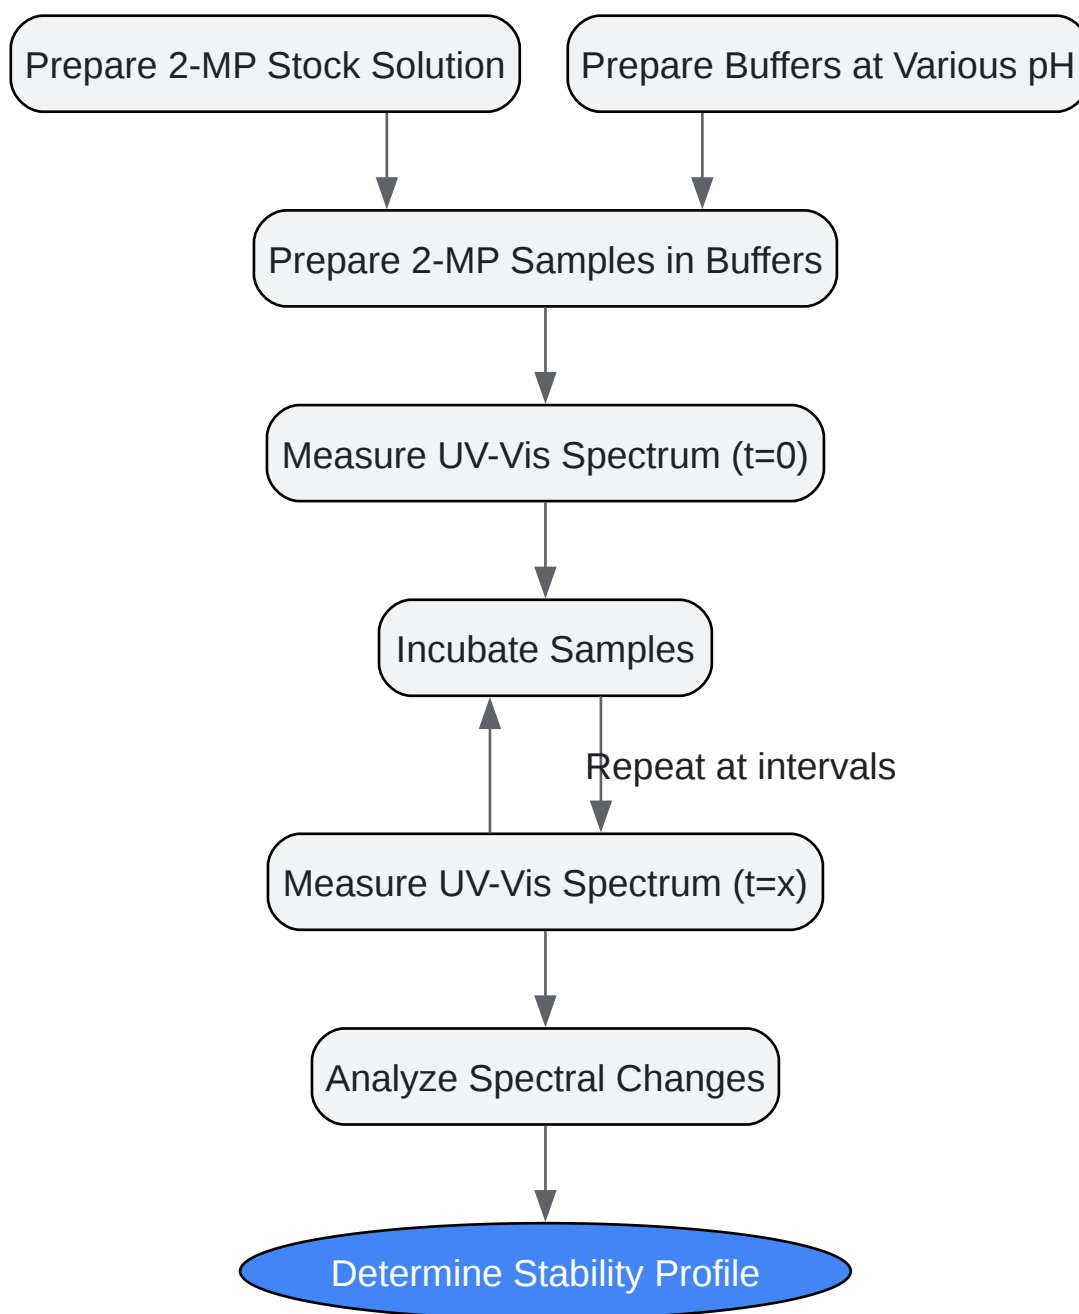 Prepare 2-MP Stock Solution
Prepare Buffers at Various pH
Prepare 2-MP Samples in Buffers
Measure UV-Vis Spectrum (t=0)
Incubate Samples
Repeat at intervals
Measure UV-Vis Spectrum (t=x)
Analyze Spectral Changes
Determine Stability Profile